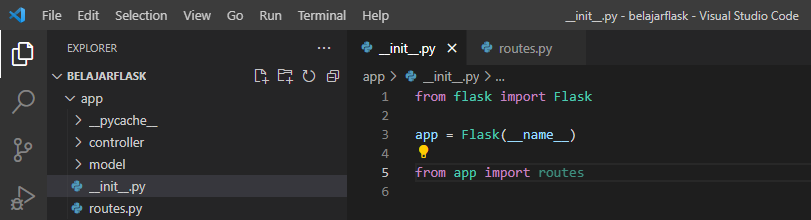 File Edit Selection View Go Run Terminal Help __init__.py - belajarflask - Visual Studio Code
EXPLORER ...
__init__.py × routes.py
BELAJARFLASK
app > __init__.py > ...
app
__pycache__
controller
model
__init__.py
routes.py
1 from flask import Flask
2
3 app = Flask(__name__)
4
5 from app import routes
6